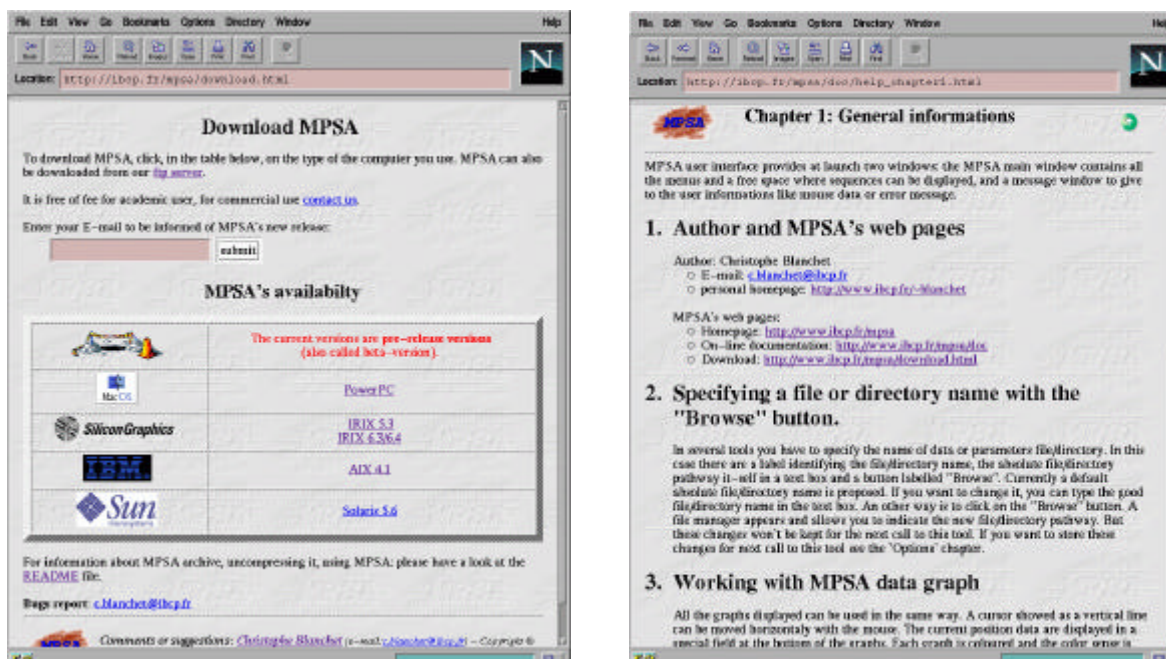 File Edit View Go Bookmarks Options Directory Window Help
Location: http://ibcp.fr/mpsa/download.html
N
Download MPSA
To download MPSA, click, in the table below, on the type of the computer you use. MPSA can also
be downloaded from our ftp server.
It is free of fee for academic user, for commercial use contact us.
Enter your E-mail to be informed of MPSA's new release:
submit
MPSA's availabilty
The current versions are pre-release versions
(also called beta-version).
Mac OS
PowerPC
SiliconGraphics
IRIX 5.3
IRIX 6.3/6.4
IBM
AIX 4.1
Sun
microsystems
Solaris 5.6
For information about MPSA archive, uncompressing it, using MPSA: please have a look at the
README file.
Bugs report: c.blanchet@ibcp.fr
MPSA
Comments or suggestions: Christophe Blanchet (e-mail: c.blanchet@ibcp.fr) - Copyright ©
File Edit View Go Bookmarks Options Directory Window Help
Back Forward Home Reload Images Open Print Find
Location: http://ibcp.fr/mpsa/doc/help_chapter1.html
N
MPSA
Chapter 1: General informations
MPSA user interface provides at launch two windows: the MPSA main window contains all
the menus and a free space where sequences can be displayed, and a message window to give
to the user informations like mouse data or error message.
1. Author and MPSA's web pages
Author: Christophe Blanchet
E-mail: c.blanchet@ibcp.fr
personal homepage: http://www.ibcp.fr/~blanchet
MPSA's web pages:
Homepage: http://www.ibcp.fr/mpsa
On-line documentation: http://www.ibcp.fr/mpsa/doc
Download: http://www.ibcp.fr/mpsa/download.html
2. Specifying a file or directory name with the
"Browse" button.
In several tools you have to specify the name of data or parameters file/directory. In this
case there are a label identifying the file/directory name, the absolute file/directory
pathway it-self in a text box and a button labelled "Browse". Currently a default
absolute file/directory name is proposed. If you want to change it, you can type the good
file/directory name in the text box. An other way is to click on the "Browse" button. A
file manager appears and allows you to indicate the new file/directory pathway. But
these changes won't be kept for the next call to this tool. If you want to store these
changes for next call to this tool see the "Options" chapter.
3. Working with MPSA data graph
All the graphs displayed can be used in the same way. A cursor showed as a vertical line
can be moved horizontaly with the mouse. The current position data are displayed in a
special field at the bottom of the graphs. Each graph is coloured and the color sense is